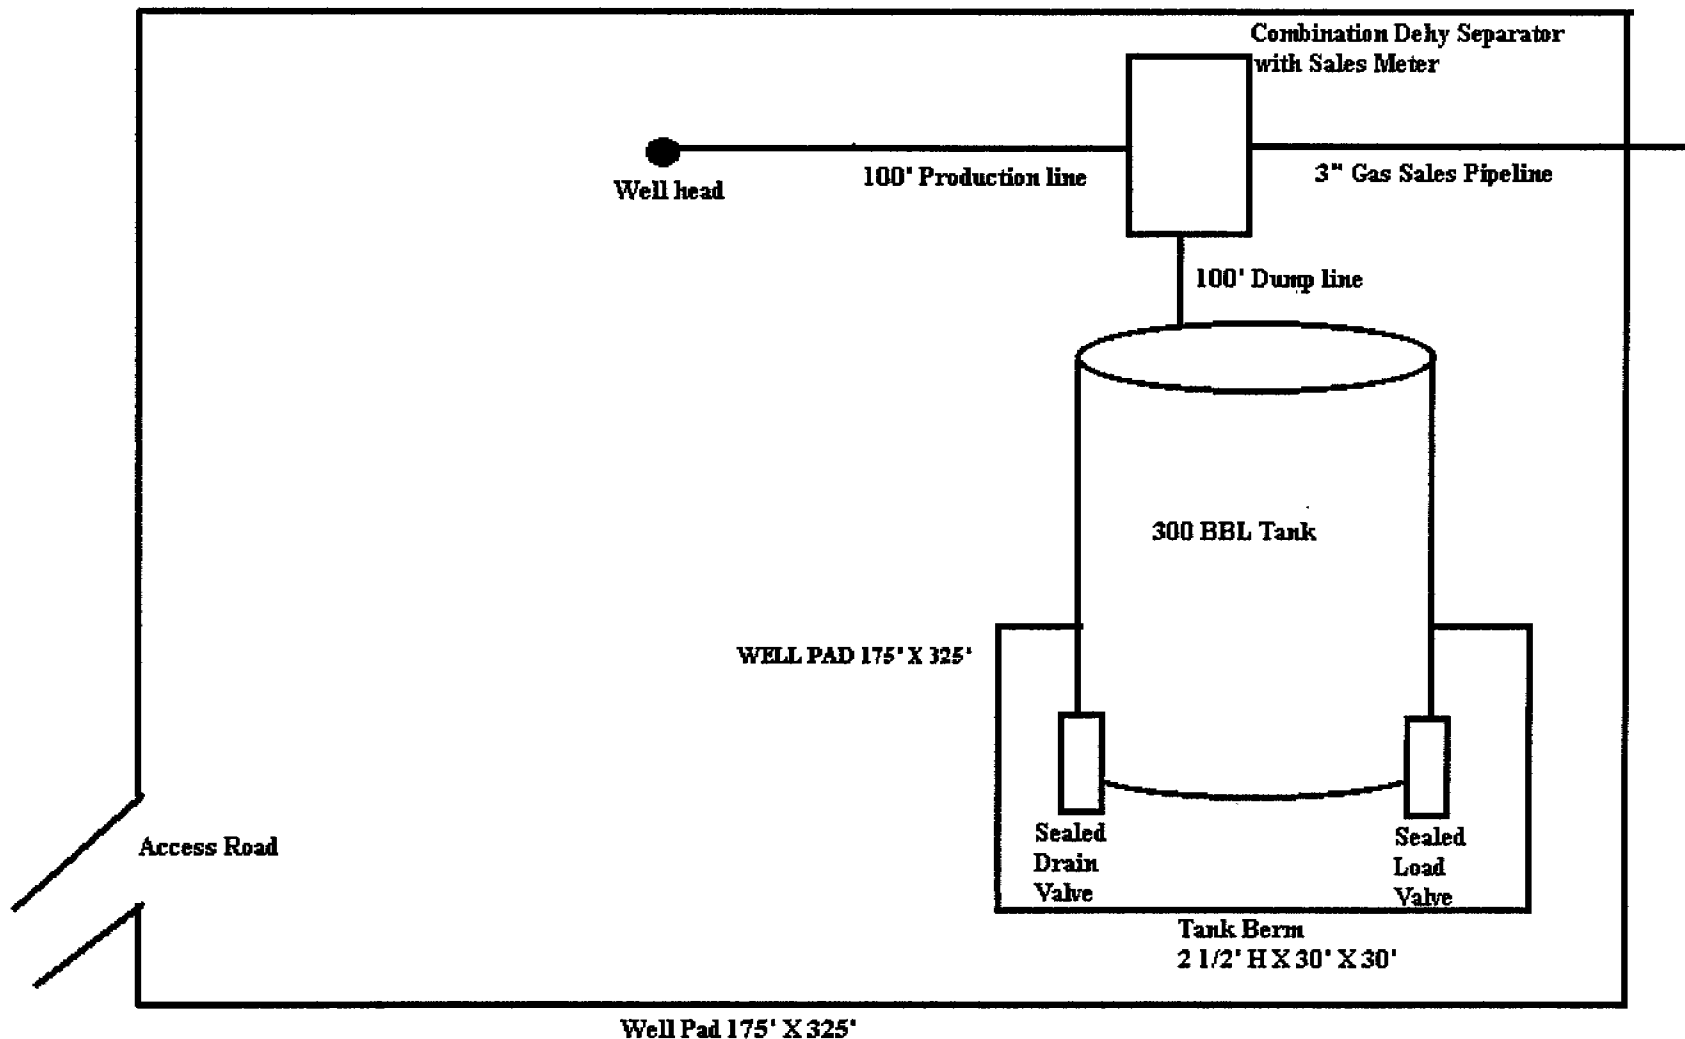 Combination Dehy Separator
with Sales Meter
Well head
100' Production line
3" Gas Sales Pipeline
100' Dump line
300 BBL Tank
WELL PAD 175' X 325'
Access Road
Sealed
Drain
Valve
Sealed
Load
Valve
Tank Berm
2 1/2' H X 30' X 30'
Well Pad 175' X 325'